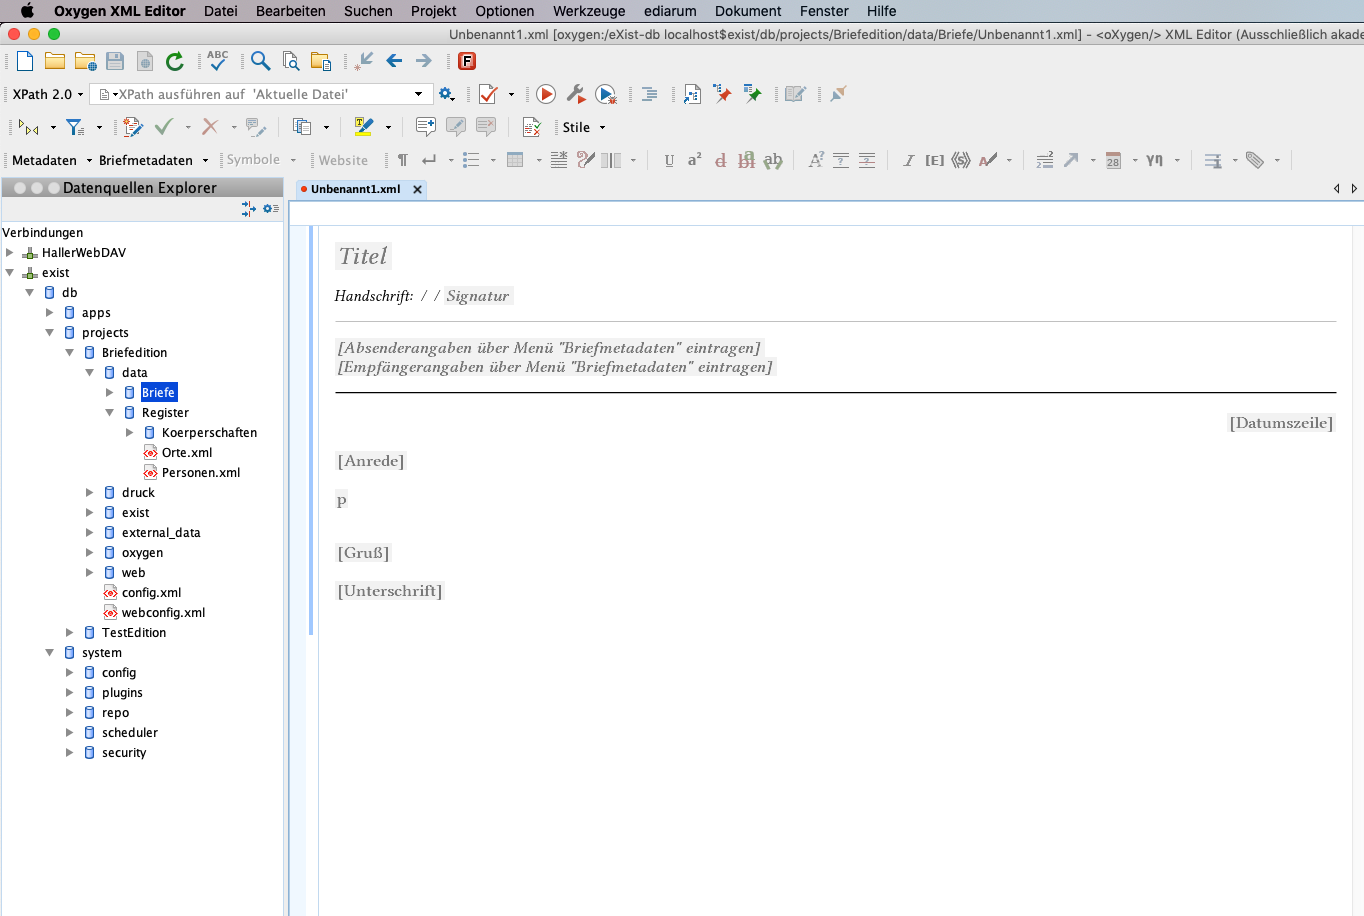 Oxygen XML Editor Datei Bearbeiten Suchen Projekt Optionen Werkzeuge ediarum Dokument Fenster Hilfe
Unbenannt1.xml [oxygen:/eXist-db localhost$exist/db/projects/Briefedition/data/Briefe/Unbenannt1.xml] - <oXygen/> XML Editor (Ausschließlich akade
ABC F
XPath 2.0 XPath ausführen auf 'Aktuelle Datei'
T Stile
Metadaten Briefmetadaten Symbole Website ¶ U a² d A? I [E] 28 γη
Datenquellen Explorer
Unbenannt1.xml
Verbindungen
HallerWebDAV
exist
db
apps
projects
Briefedition
data
Briefe
Register
Koerperschaften
Orte.xml
Personen.xml
druck
exist
external_data
oxygen
web
config.xml
webconfig.xml
TestEdition
system
config
plugins
repo
scheduler
security
Titel
Handschrift: / / Signatur
[Absenderangaben über Menü "Briefmetadaten" eintragen]
[Empfängerangaben über Menü "Briefmetadaten" eintragen]
[Datumszeile]
[Anrede]
p
[Gruß]
[Unterschrift]